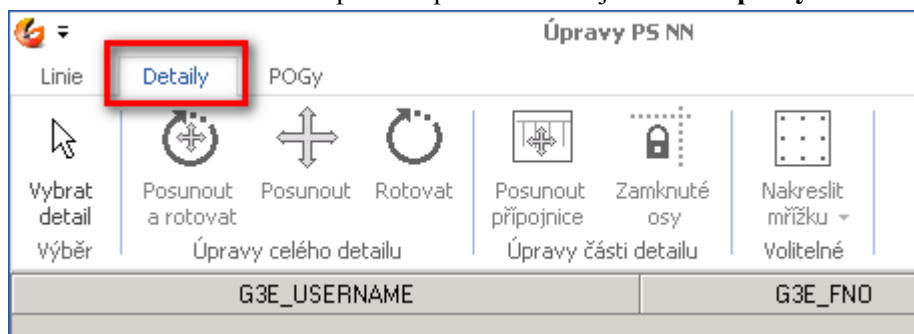 Úpravy PS NN
Linie Detaily POGy
Vybrat detail
Posunout a rotovat
Posunout
Rotovat
Posunout přípojnice
Zamknuté osy
Nakreslit mřížku
Výběr Úpravy celého detailu Úpravy části detailu Volitelné
G3E_USERNAME G3E_FNO